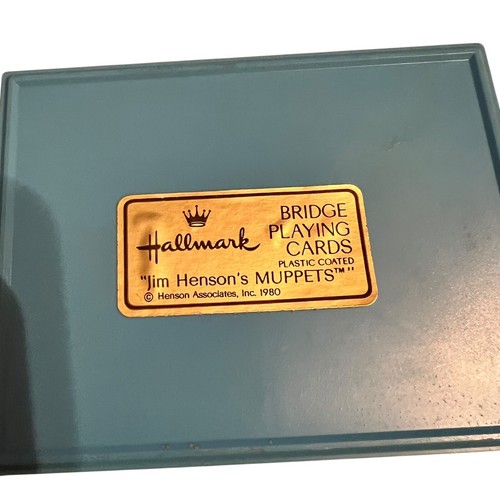 Hallmark
BRIDGE
PLAYING
CARDS
PLASTIC COATED
"Jim Henson's MUPPETS™"
© Henson Associates, Inc. 1980